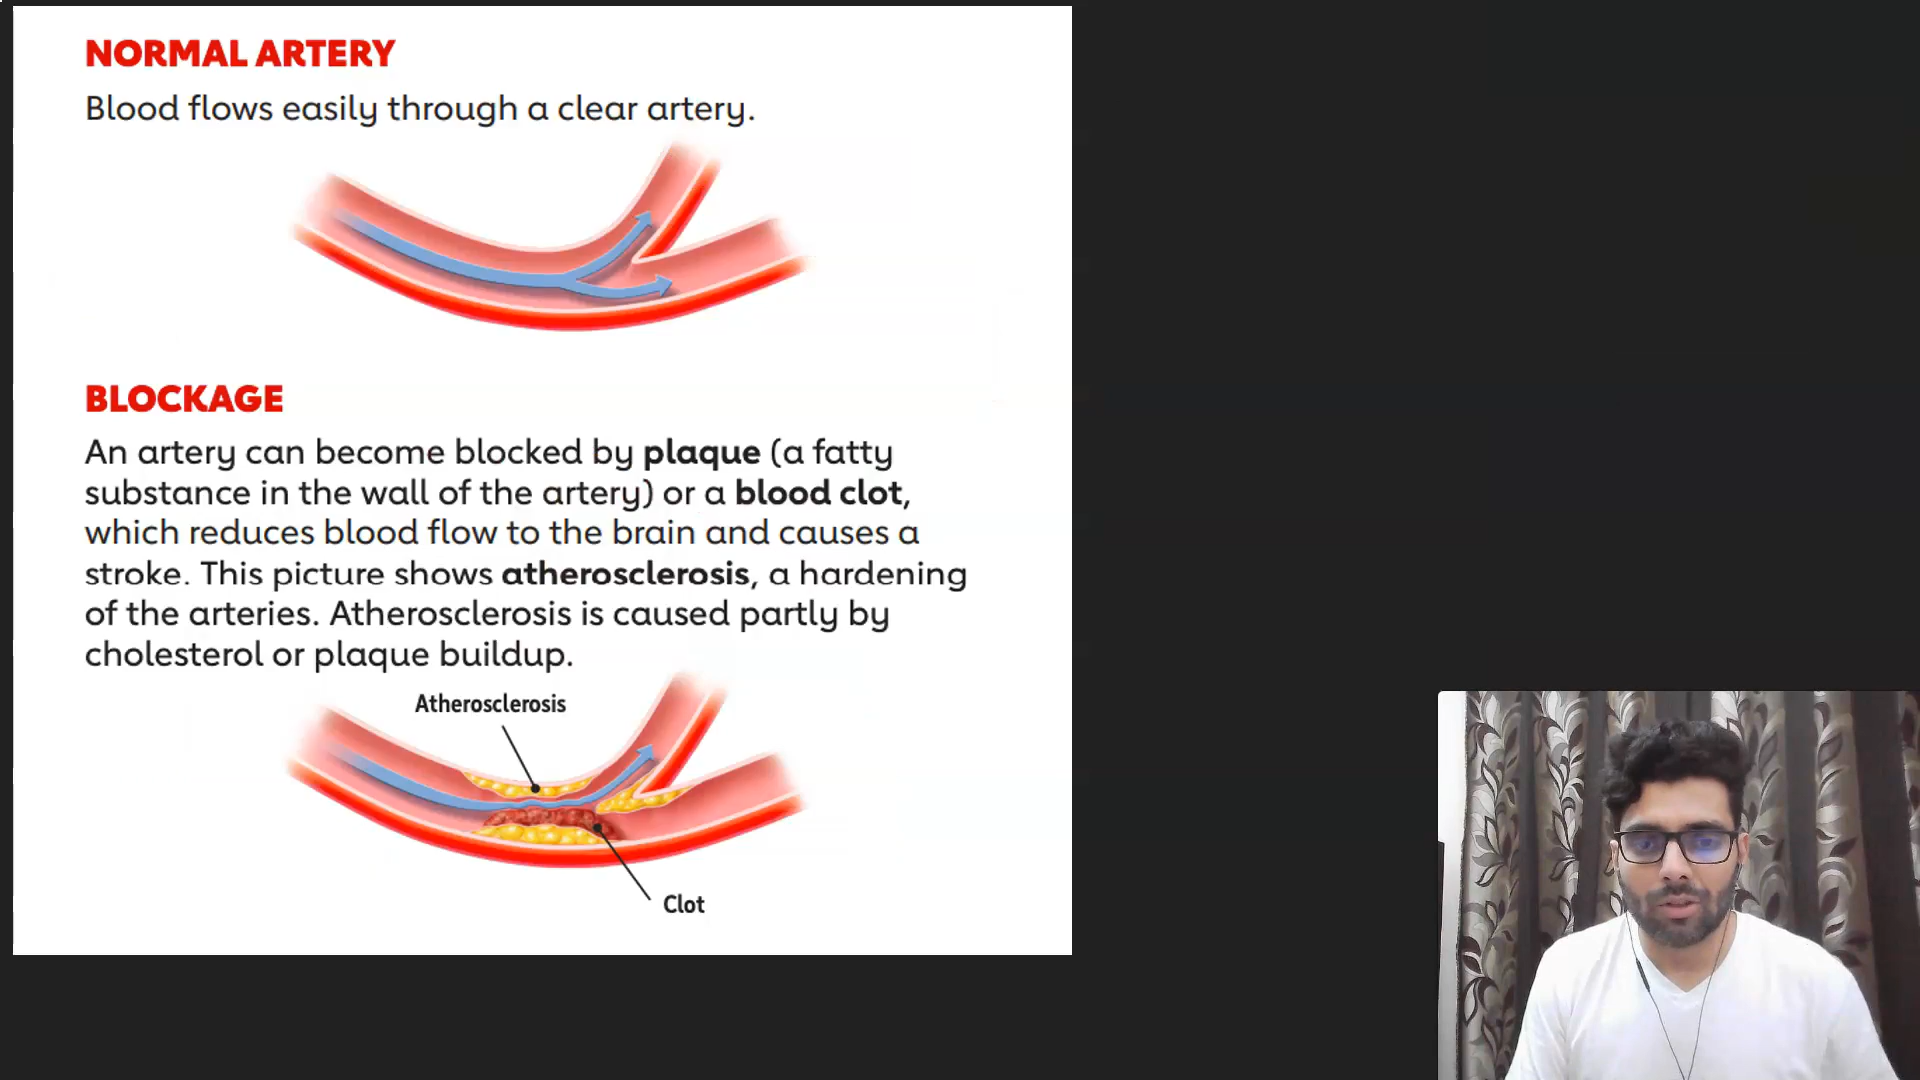 NORMAL ARTERY
Blood flows easily through a clear artery.
BLOCKAGE
An artery can become blocked by plaque (a fatty
substance in the wall of the artery) or a blood clot,
which reduces blood flow to the brain and causes a
stroke. This picture shows atherosclerosis, a hardening
of the arteries. Atherosclerosis is caused partly by
cholesterol or plaque buildup.
Atherosclerosis
Clot